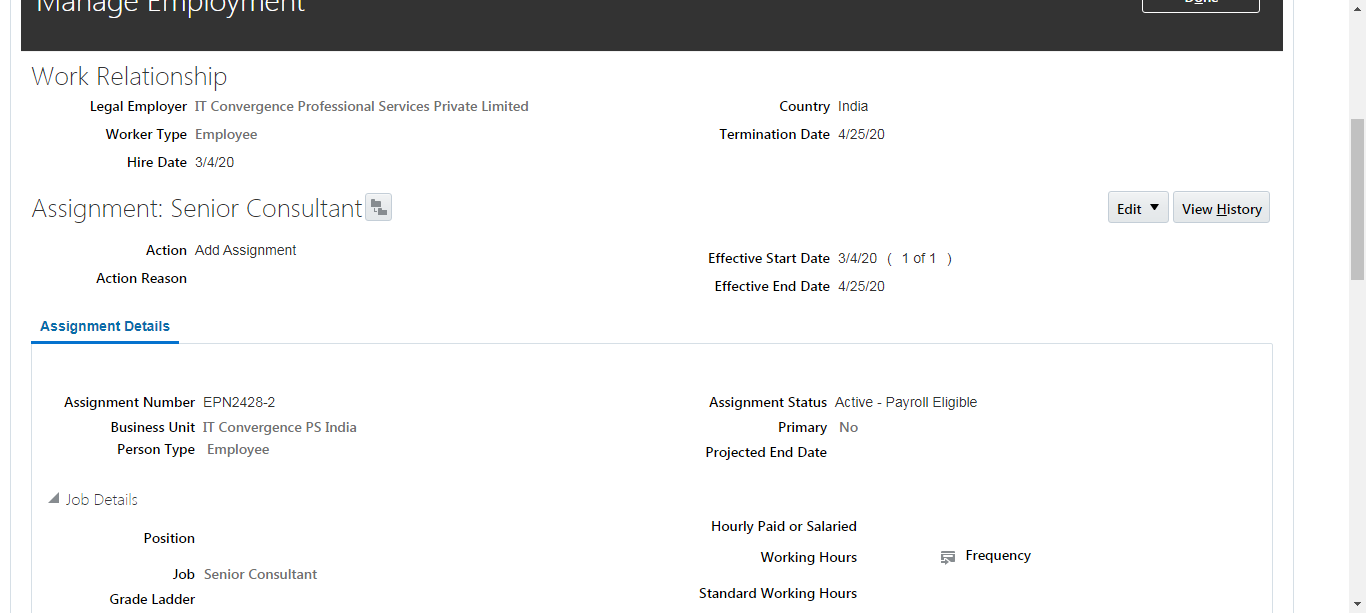 Manage Employment
Done
Work Relationship
Legal Employer IT Convergence Professional Services Private Limited
Country India
Worker Type Employee
Termination Date 4/25/20
Hire Date 3/4/20
Assignment: Senior Consultant
Edit
View History
Action Add Assignment
Effective Start Date 3/4/20 ( 1 of 1 )
Action Reason
Effective End Date 4/25/20
Assignment Details
Assignment Number EPN2428-2
Assignment Status Active - Payroll Eligible
Business Unit IT Convergence PS India
Primary No
Person Type Employee
Projected End Date
Job Details
Hourly Paid or Salaried
Position
Working Hours
Frequency
Job Senior Consultant
Standard Working Hours
Grade Ladder